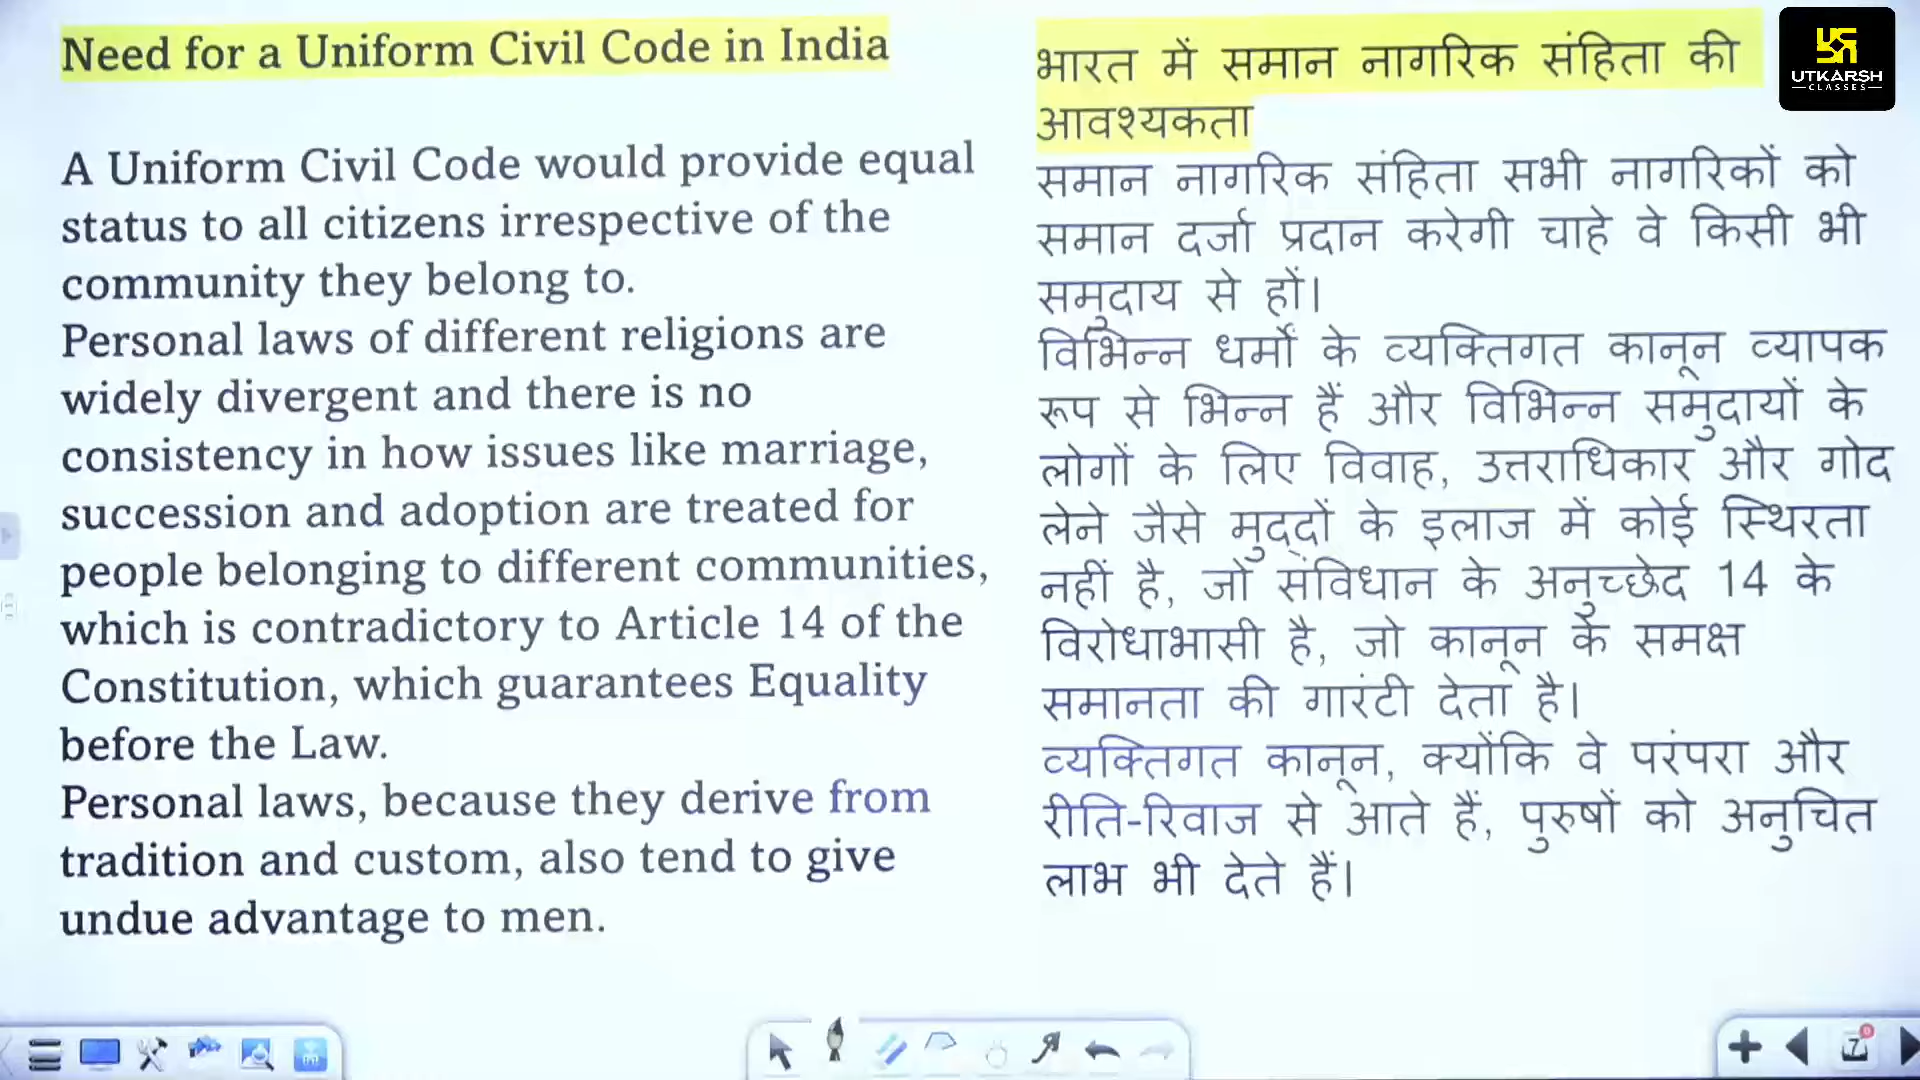 Need for a Uniform Civil Code in India
A Uniform Civil Code would provide equal
status to all citizens irrespective of the
community they belong to.
Personal laws of different religions are
widely divergent and there is no
consistency in how issues like marriage,
succession and adoption are treated for
people belonging to different communities,
which is contradictory to Article 14 of the
Constitution, which guarantees Equality
before the Law.
Personal laws, because they derive from
tradition and custom, also tend to give
undue advantage to men.
भारत में समान नागरिक संहिता की
आवश्यकता
समान नागरिक संहिता सभी नागरिकों को
समान दर्जा प्रदान करेगी चाहे वे किसी भी
समुदाय से हों।
विभिन्न धर्मों के व्यक्तिगत कानून व्यापक
रूप से भिन्न हैं और विभिन्न समुदायों के
लोगों के लिए विवाह, उत्तराधिकार और गोद
लेने जैसे मुद्दों के इलाज में कोई स्थिरता
नहीं है, जो संविधान के अनुच्छेद 14 के
विरोधाभासी है, जो कानून के समक्ष
समानता की गारंटी देता है।
व्यक्तिगत कानून, क्योंकि वे परंपरा और
रीति-रिवाज से आते हैं, पुरुषों को अनुचित
लाभ भी देते हैं।
UTKARSH
CLASSES
7